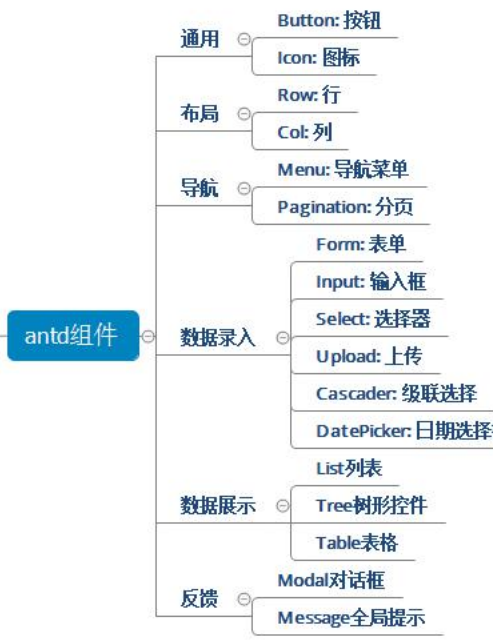 antd组件
通用
Button: 按钮
Icon: 图标
布局
Row: 行
Col: 列
导航
Menu: 导航菜单
Pagination: 分页
数据录入
Form: 表单
Input: 输入框
Select: 选择器
Upload: 上传
Cascader: 级联选择
DatePicker: 日期选择
数据展示
List列表
Tree树形控件
Table表格
反馈
Modal对话框
Message全局提示